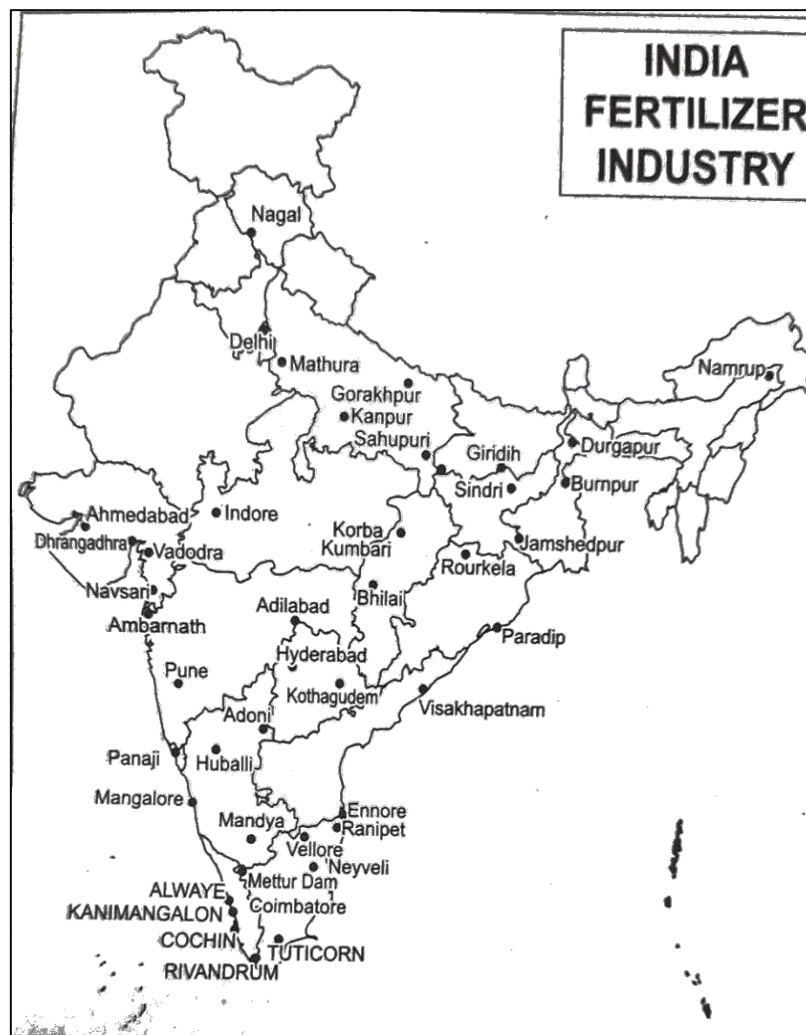 INDIA
FERTILIZER
INDUSTRY
Nagal
Delhi
Mathura
Gorakhpur
Kanpur
Sahupuri
Namrup
Giridih
Durgapur
Sindri
Burnpur
Ahmedabad
Indore
Dhrangadhra
Vadodra
Korba
Kumbari
Jamshedpur
Rourkela
Navsari
Bhilai
Ambarnath
Adilabad
Paradip
Hyderabad
Pune
Kothagudem
Visakhapatnam
Adoni
Panaji
Huballi
Mangalore
Ennore
Mandya
Ranipet
Vellore
Neyveli
Mettur Dam
ALWAYE
Coimbatore
KANIMANGALON
COCHIN
TUTICORN
RIVANDRUM